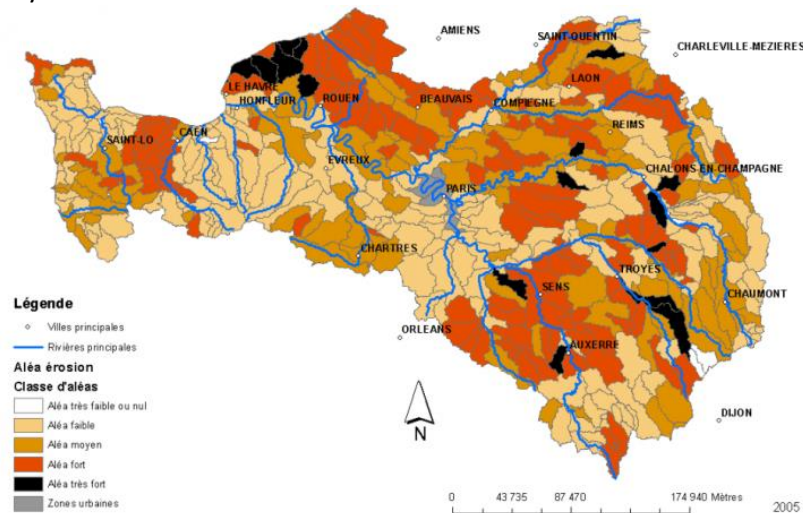 AMIENS
SAINT-QUENTIN
CHARLEVILLE-MEZIERES
LE HAVRE
LAON
HONFLEUR
ROUEN
BEAUVAIS
COMPIEGNE
CAEN
REIMS
SAINT-LO
EVREUX
CHALONS-EN-CHAMPAGNE
PARIS
CHARTRES
TROYES
SENS
CHAUMONT
ORLEANS
AUXERRE
DIJON
N
Légende
Villes principales
Rivières principales
Aléa érosion
Classe d'aléas
Aléa très faible ou nul
Aléa faible
Aléa moyen
Aléa fort
Aléa très fort
Zones urbaines
0 43 735 87 470 174 940 Mètres
2005